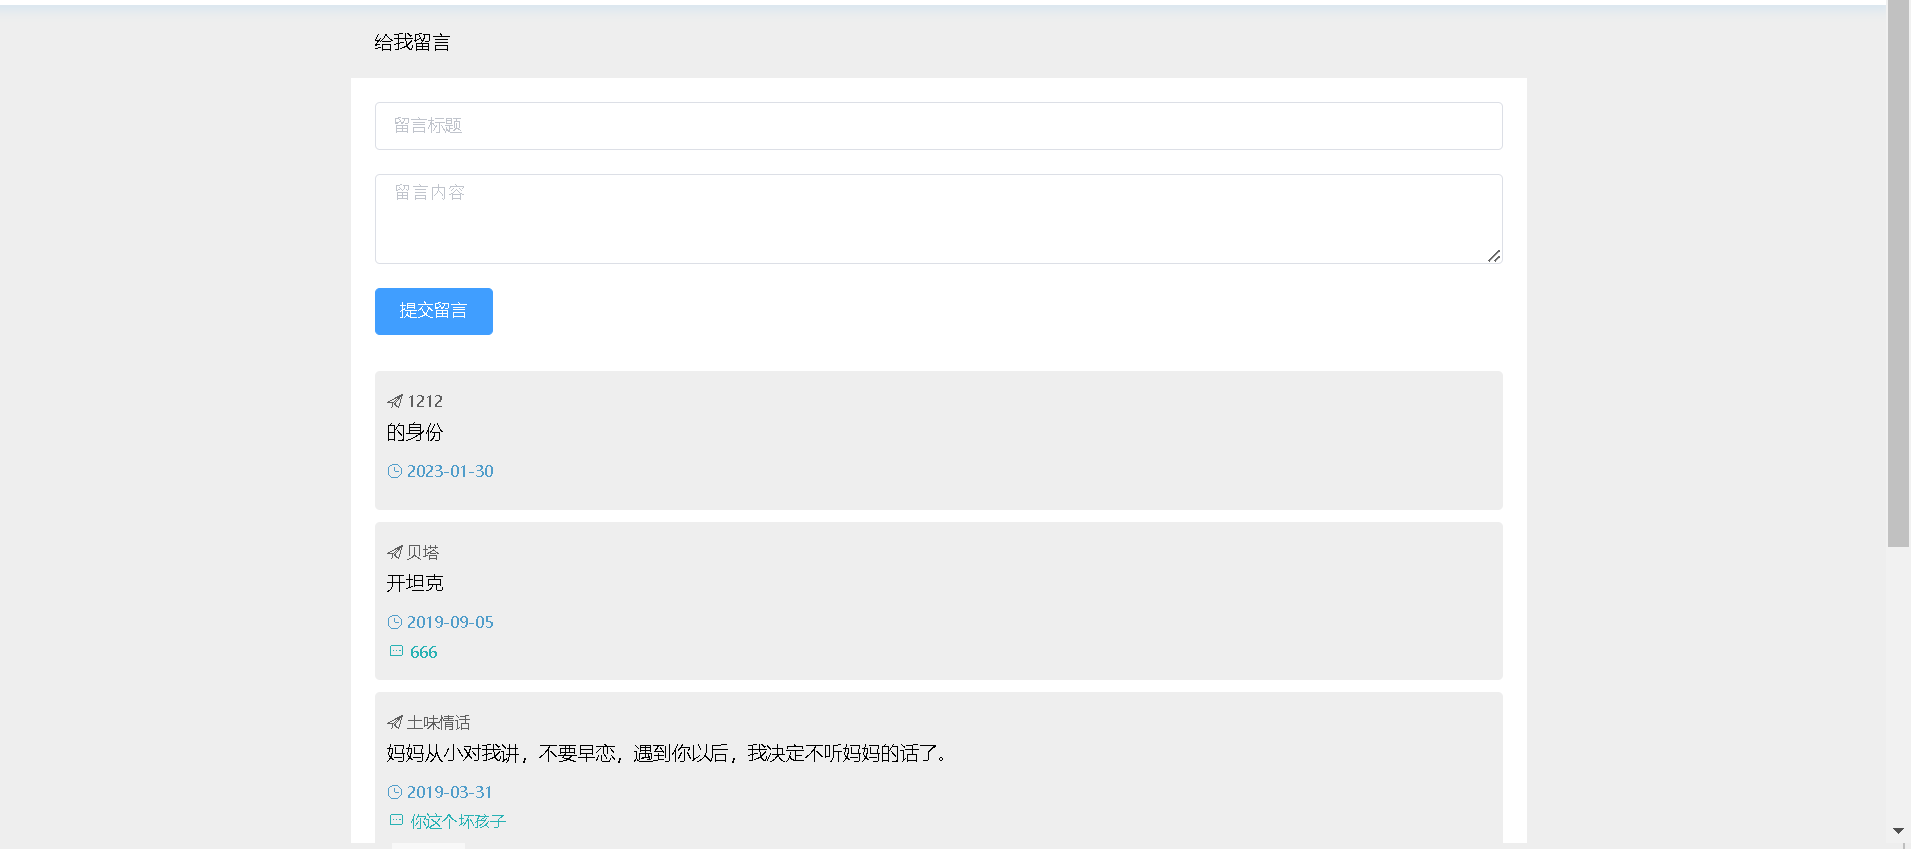 给我留言
留言标题
留言内容
提交留言
1212
的身份
2023-01-30
贝塔
开坦克
2019-09-05
666
土味情话
妈妈从小对我讲，不要早恋，遇到你以后，我决定不听妈妈的话了。
2019-03-31
你这个坏孩子